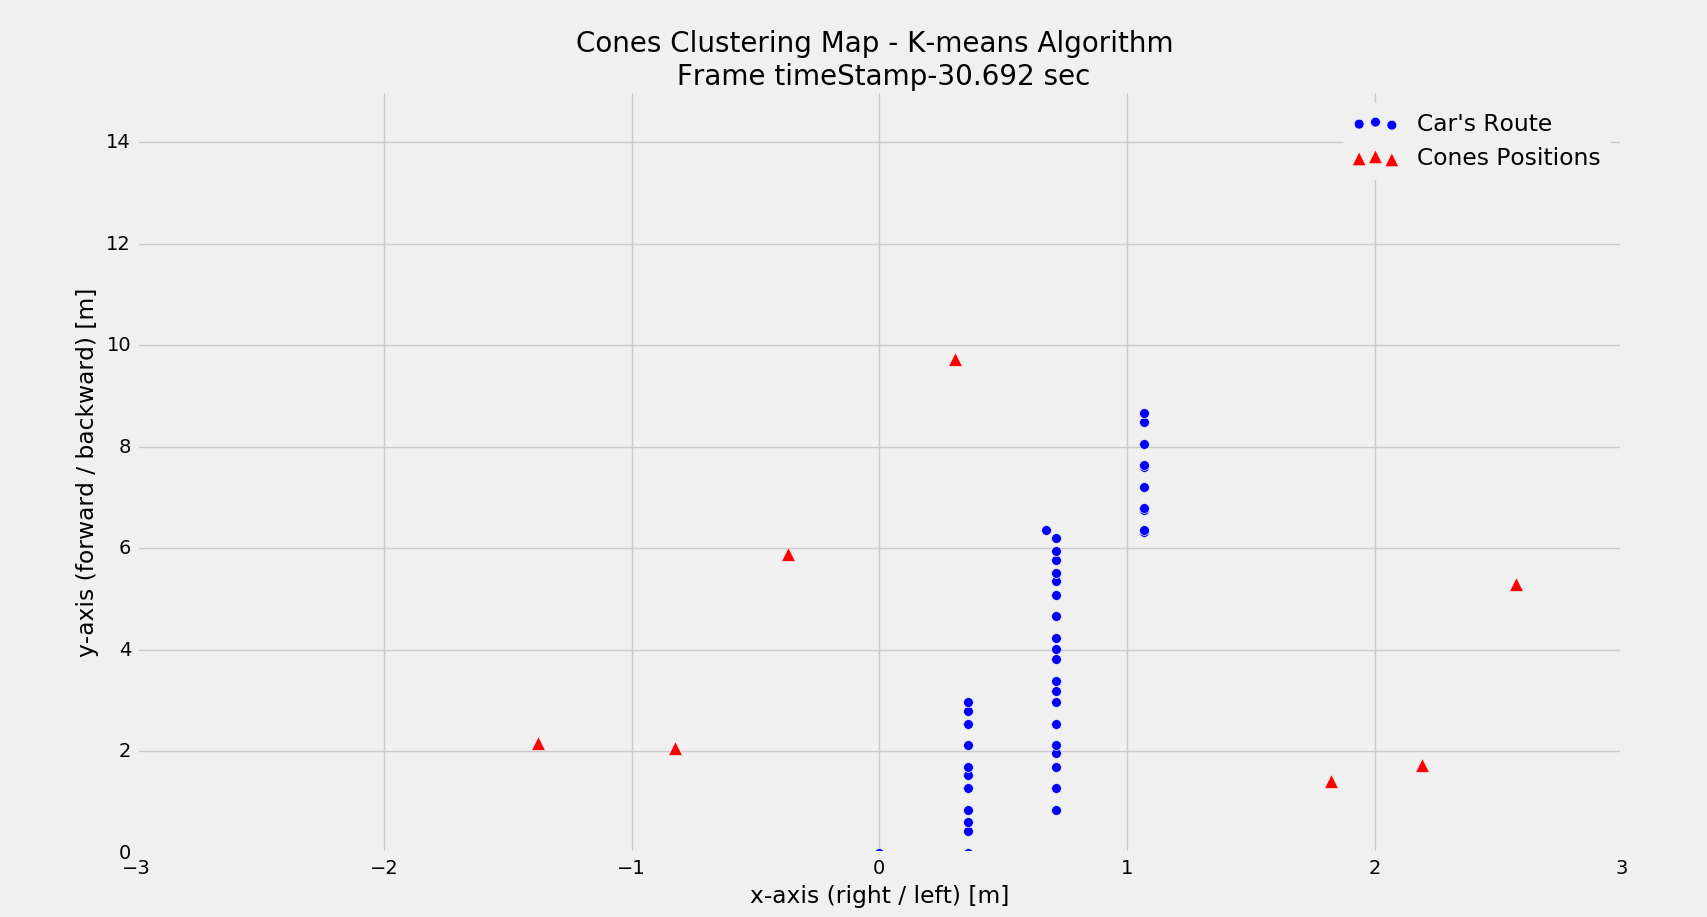 Cones Clustering Map - K-means Algorithm
Frame timeStamp-30.692 sec
Car's Route
Cones Positions
14
12
10
8
6
4
2
0
y-axis (forward / backward) [m]
−3 −2 −1 0 1 2 3
x-axis (right / left) [m]